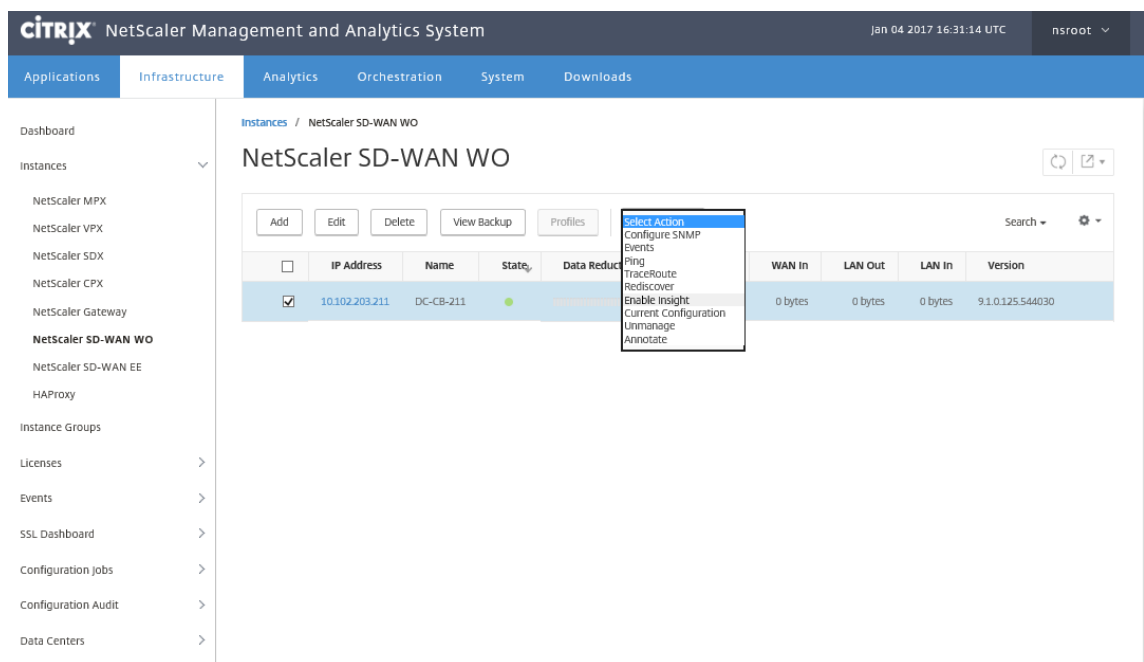 CİTRIX NetScaler Management and Analytics System
Jan 04 2017 16:31:14 UTC
nsroot
Applications Infrastructure Analytics Orchestration System Downloads
Dashboard
Instances
NetScaler MPX
NetScaler VPX
NetScaler SDX
NetScaler CPX
NetScaler Gateway
NetScaler SD-WAN WO
NetScaler SD-WAN EE
HAProxy
Instance Groups
Licenses
Events
SSL Dashboard
Configuration Jobs
Configuration Audit
Data Centers
Instances / NetScaler SD-WAN WO
NetScaler SD-WAN WO
Add Edit Delete View Backup Profiles
Search
Select Action
Configure SNMP
Events
Ping
TraceRoute
Rediscover
Enable Insight
Current Configuration
Unmanage
Annotate
IP Address Name State Data Reduct WAN In LAN Out LAN In Version
10.102.203.211 DC-CB-211 0 bytes 0 bytes 0 bytes 9.1.0.125.544030